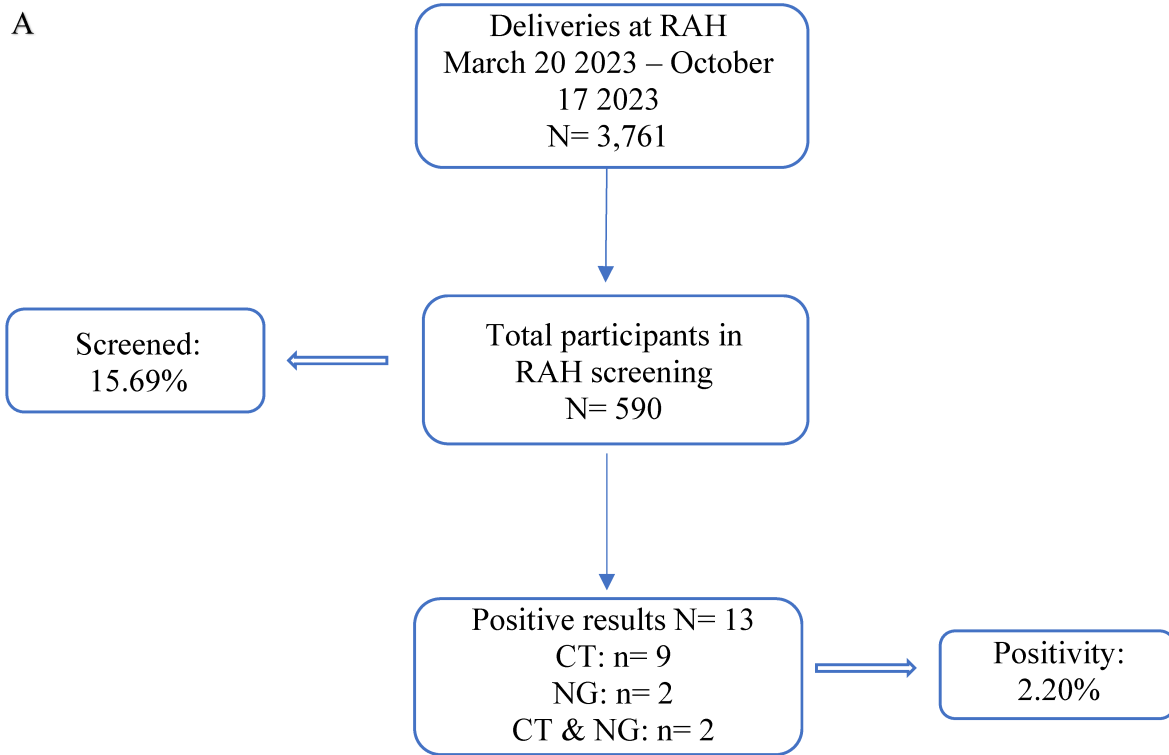 A
Deliveries at RAH
March 20 2023 – October
17 2023
N= 3,761
Screened:
15.69%
Total participants in
RAH screening
N= 590
Positive results N= 13
CT: n= 9
NG: n= 2
CT & NG: n= 2
Positivity:
2.20%